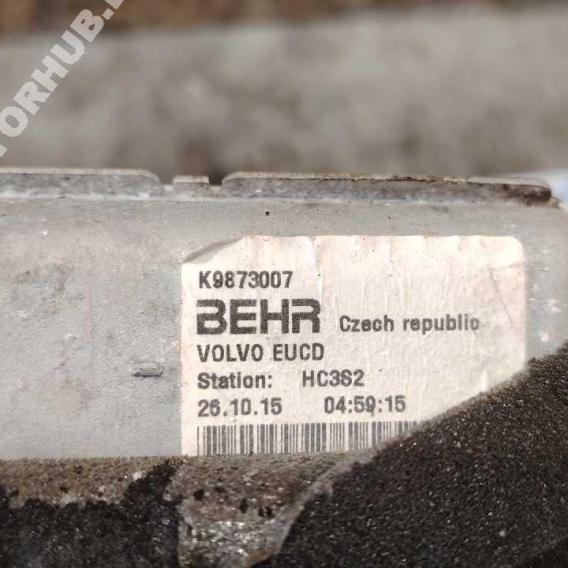 K9873007
BEHR Czech republic
VOLVO EUCD
Station: HC3S2
26.10.15 04:59:15